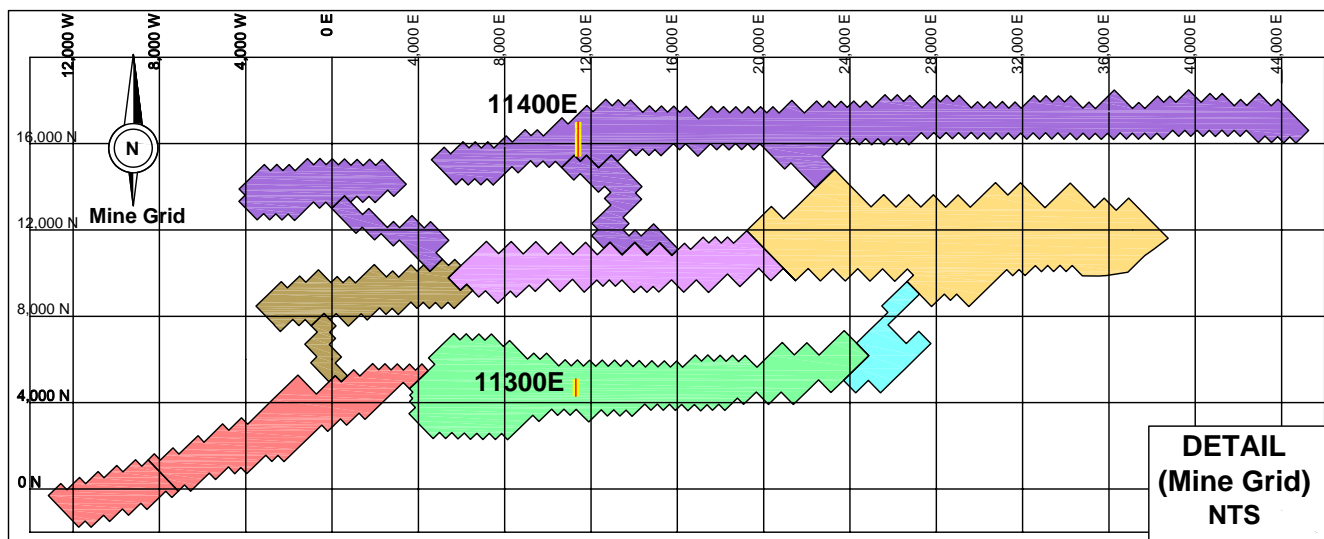 12,000 W
8,000 W
4,000 W
0 E
4,000 E
8,000 E
12,000 E
16,000 E
20,000 E
24,000 E
28,000 E
32,000 E
36,000 E
40,000 E
44,000 E
11400E
16,000 N
N
Mine Grid
12,000 N
8,000 N
11300E
4,000 N
0 N
DETAIL
(Mine Grid)
NTS